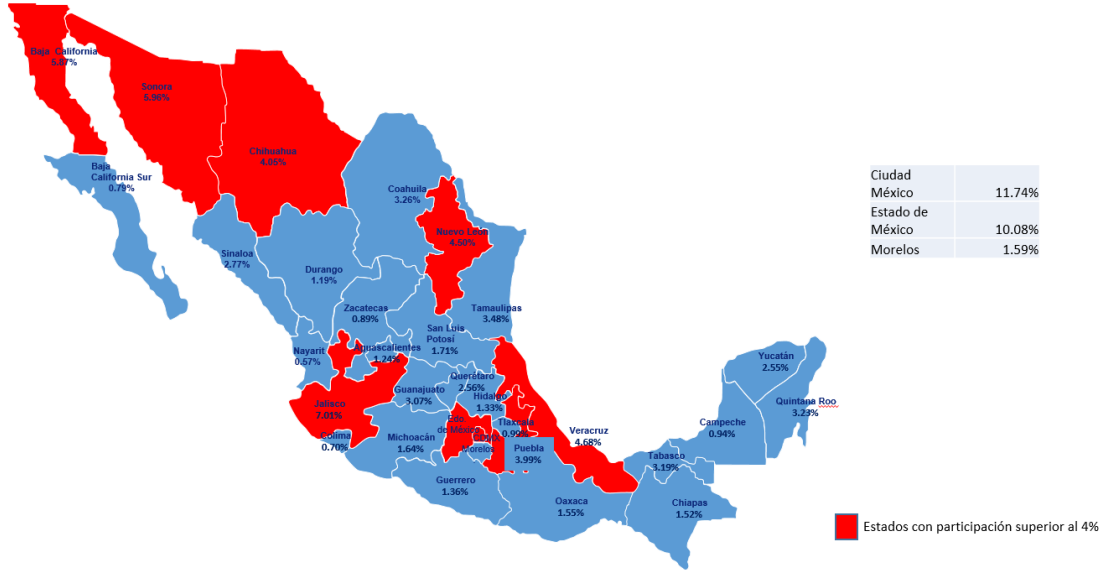 Baja California
5.87%
Sonora
5.96%
Chihuahua
4.05%
Baja
California Sur
0.79%
Coahuila
3.26%
Nuevo León
4.50%
Sinaloa
2.77%
Durango
1.19%
Zacatecas
0.89%
Tamaulipas
3.48%
San Luis
Potosí
1.71%
Nayarit
0.57%
Aguascalientes
1.24%
Querétaro
2.56%
Guanajuato
3.07%
Hidalgo
1.33%
Jalisco
7.01%
Colima
0.70%
Michoacán
1.64%
Edo.
de México
CDMX
Morelos
Tlaxcala
0.99%
Puebla
3.99%
Veracruz
4.68%
Guerrero
1.36%
Oaxaca
1.55%
Chiapas
1.52%
Tabasco
3.19%
Campeche
0.94%
Yucatán
2.55%
Quintana Roo
3.23%
Ciudad
México 11.74%
Estado de
México 10.08%
Morelos 1.59%
Estados con participación superior al 4%